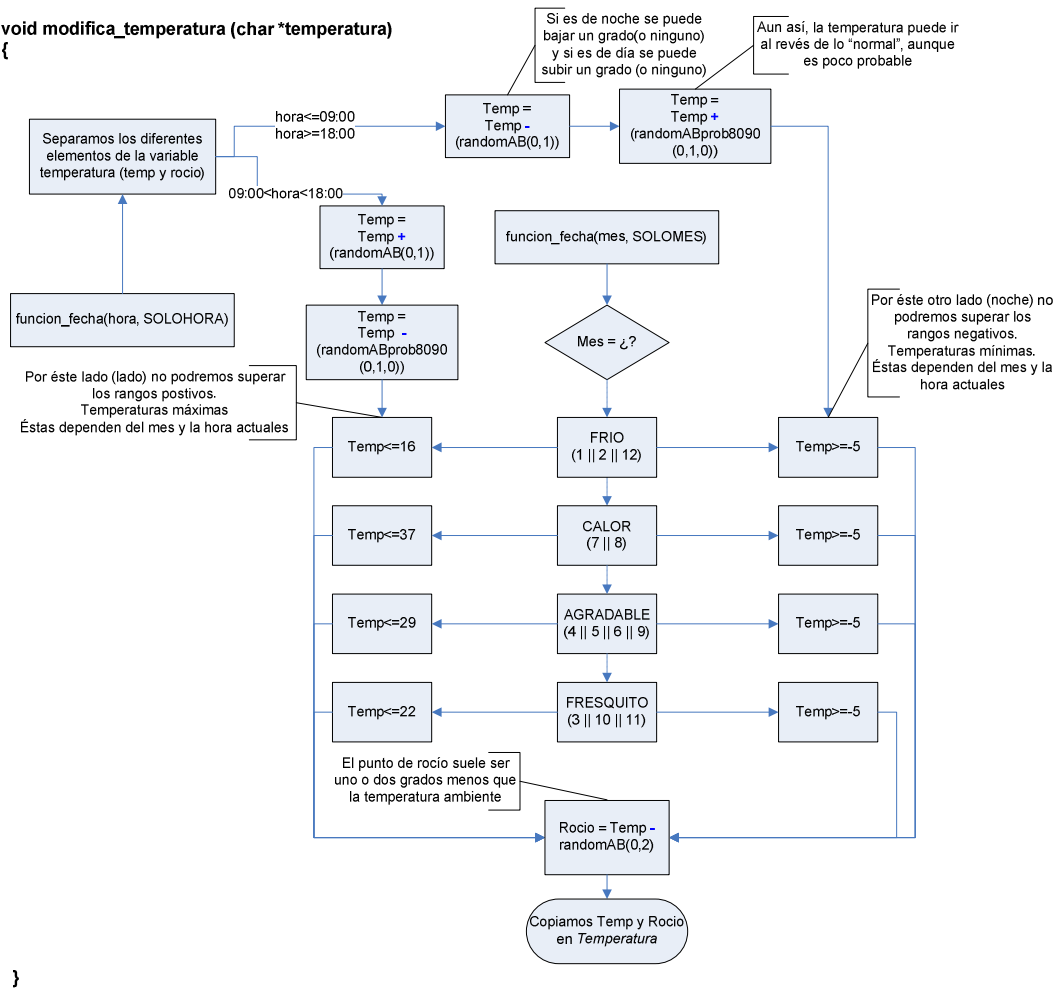 void modifica_temperatura (char *temperatura)
{
Si es de noche se puede
bajar un grado(o ninguno)
y si es de día se puede
subir un grado (o ninguno)
Aun así, la temperatura puede ir
al revés de lo “normal”, aunque
es poco probable
Separamos los diferentes
elementos de la variable
temperatura (temp y rocio)
hora<=09:00
hora>=18:00
Temp =
Temp -
(randomAB(0,1))
Temp =
Temp +
(randomABprob8090
(0,1,0))
09:00<hora<18:00
Temp =
Temp +
(randomAB(0,1))
funcion_fecha(mes, SOLOMES)
funcion_fecha(hora, SOLOHORA)
Temp =
Temp -
(randomABprob8090
(0,1,0))
Mes = ¿?
Por éste otro lado (noche) no
podremos superar los
rangos negativos.
Temperaturas mínimas.
Éstas dependen del mes y la
hora actuales
Por éste lado (lado) no podremos superar
los rangos postivos.
Temperaturas máximas
Éstas dependen del mes y la hora actuales
Temp<=16
FRIO
(1 || 2 || 12)
Temp>=-5
Temp<=37
CALOR
(7 || 8)
Temp>=-5
Temp<=29
AGRADABLE
(4 || 5 || 6 || 9)
Temp>=-5
Temp<=22
FRESQUITO
(3 || 10 || 11)
Temp>=-5
El punto de rocío suele ser
uno o dos grados menos que
la temperatura ambiente
Rocio = Temp -
randomAB(0,2)
Copiamos Temp y Rocio
en Temperatura
}